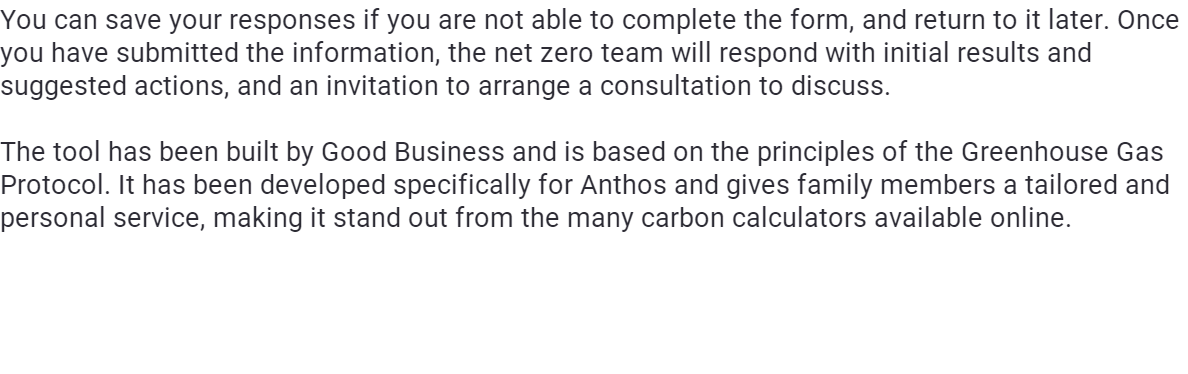 You can save your responses if you are not able to complete the form, and return to it later. Once
you have submitted the information, the net zero team will respond with initial results and
suggested actions, and an invitation to arrange a consultation to discuss.
The tool has been built by Good Business and is based on the principles of the Greenhouse Gas
Protocol. It has been developed specifically for Anthos and gives family members a tailored and
personal service, making it stand out from the many carbon calculators available online.